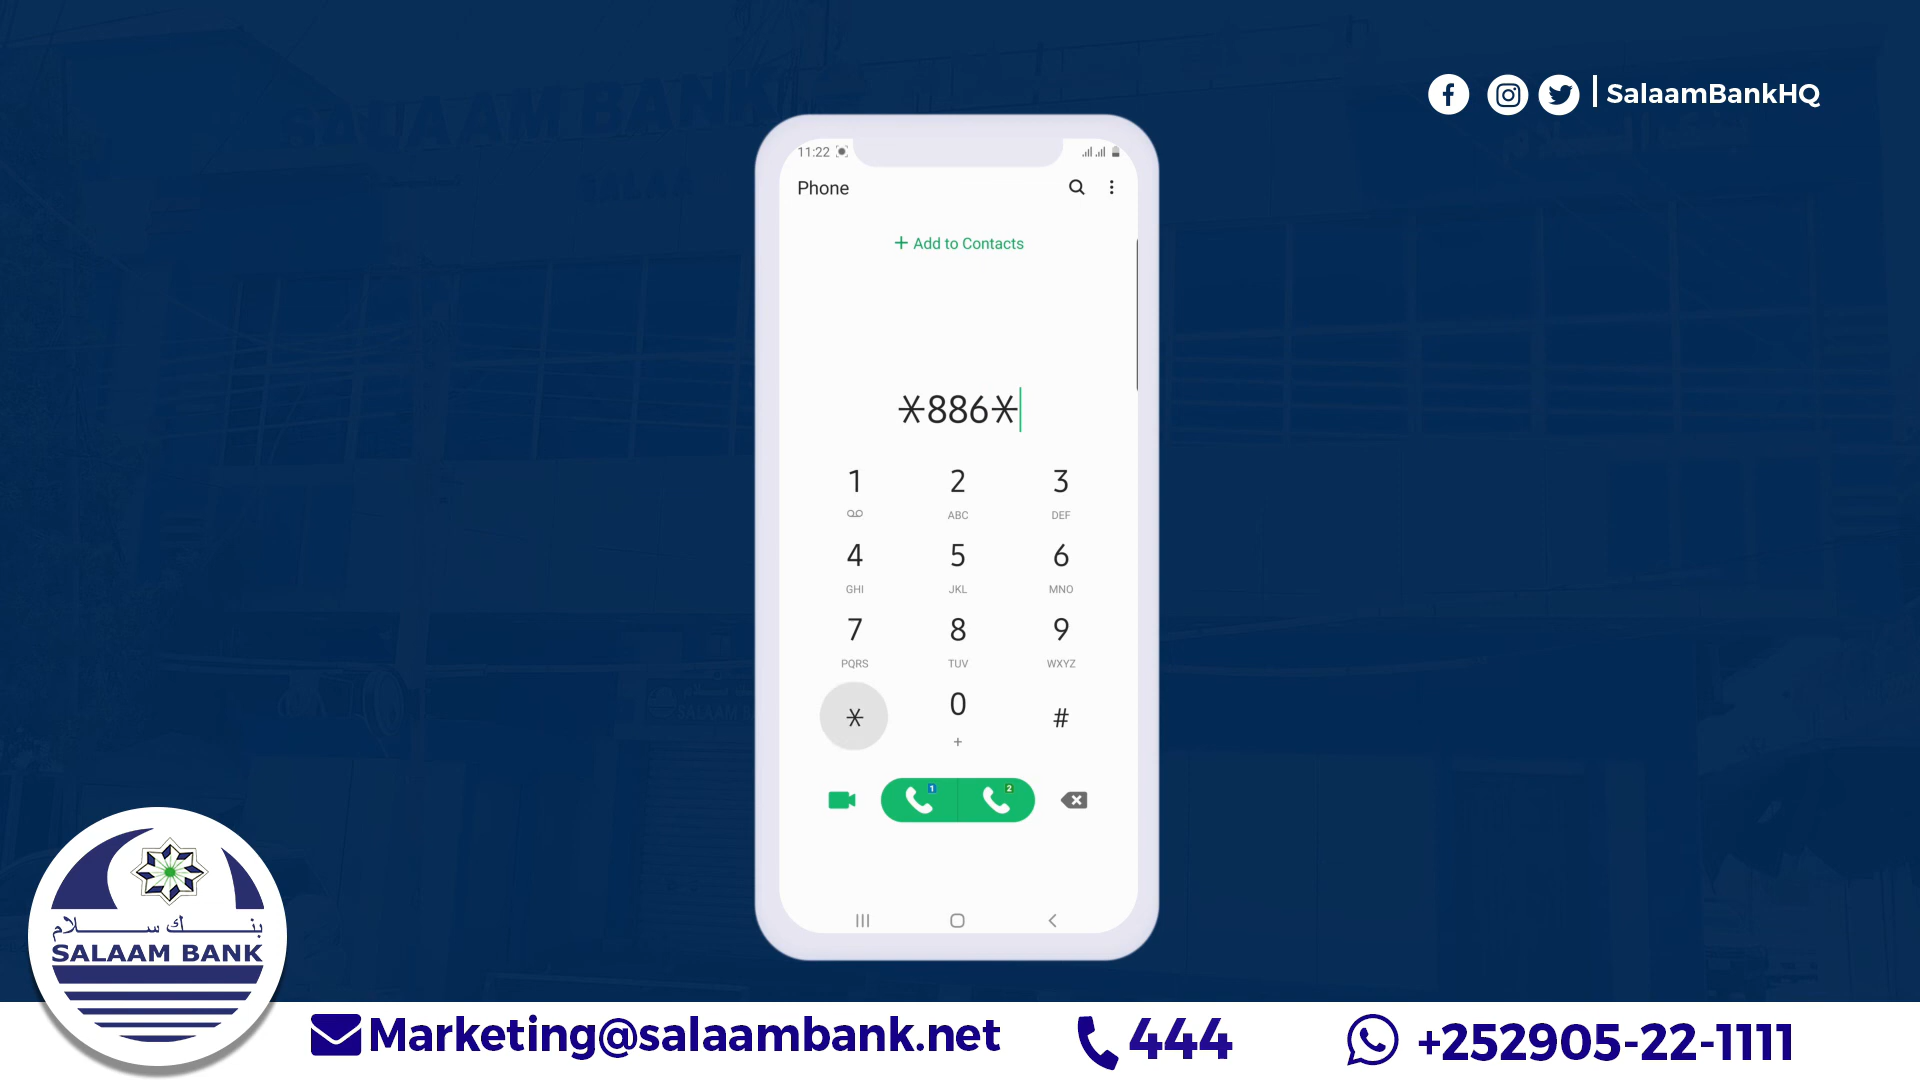 SALAAM BANK
SalaamBankHQ
11:22
Phone
+ Add to Contacts
*886*
1 2 3
ABC DEF
4 5 6
GHI JKL MNO
7 8 9
PQRS TUV WXYZ
* 0 #
+
1 2
بنك سلام
SALAAM BANK
Marketing@salaambank.net
444
+252905-22-1111